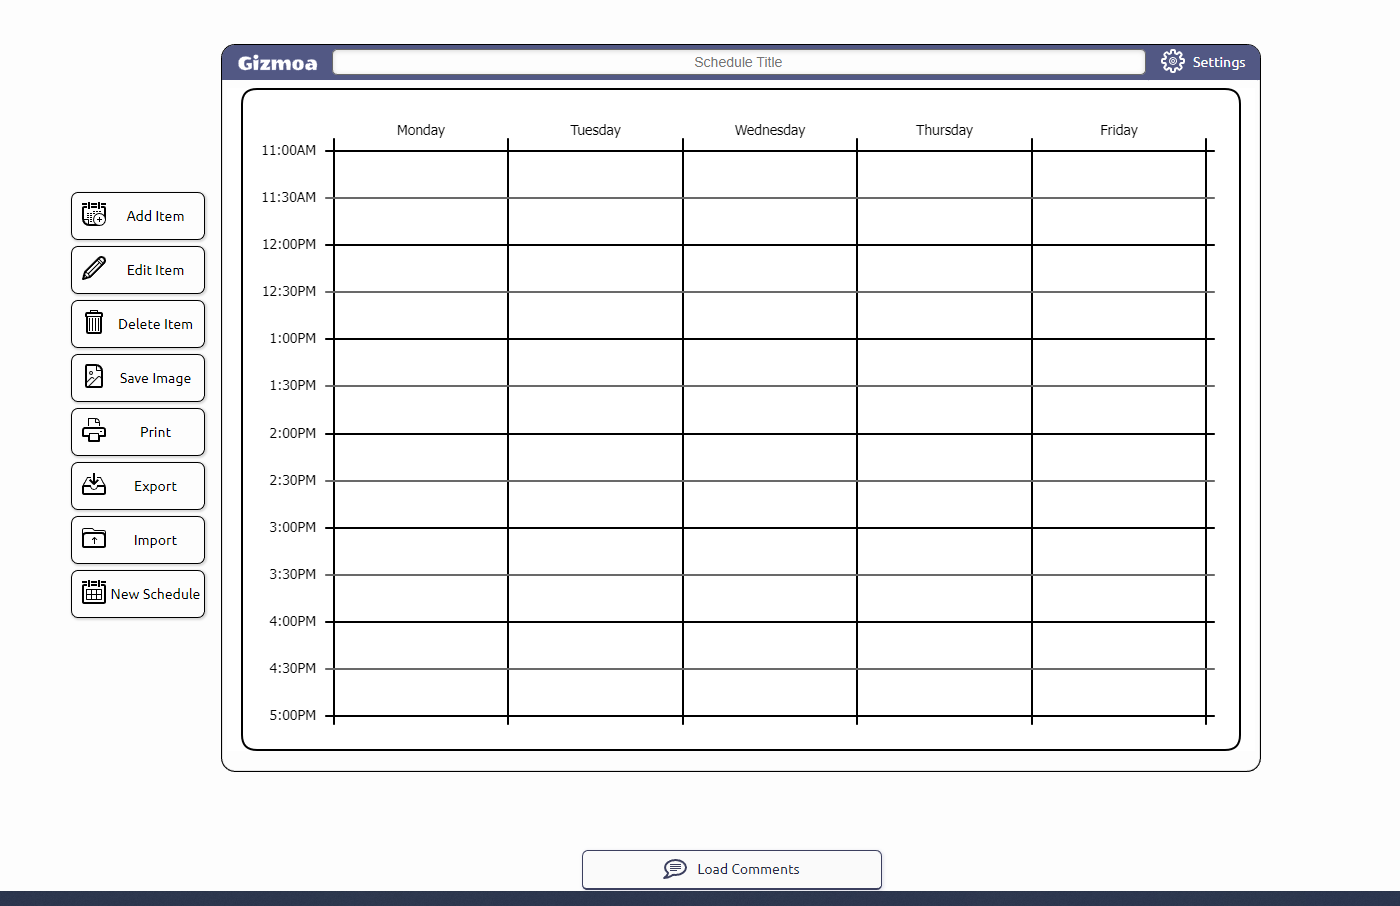 Gizmoa
Schedule Title
Settings
Monday Tuesday Wednesday Thursday Friday
11:00AM
11:30AM
12:00PM
12:30PM
1:00PM
1:30PM
2:00PM
2:30PM
3:00PM
3:30PM
4:00PM
4:30PM
5:00PM
Add Item
Edit Item
Delete Item
Save Image
Print
Export
Import
New Schedule
Load Comments